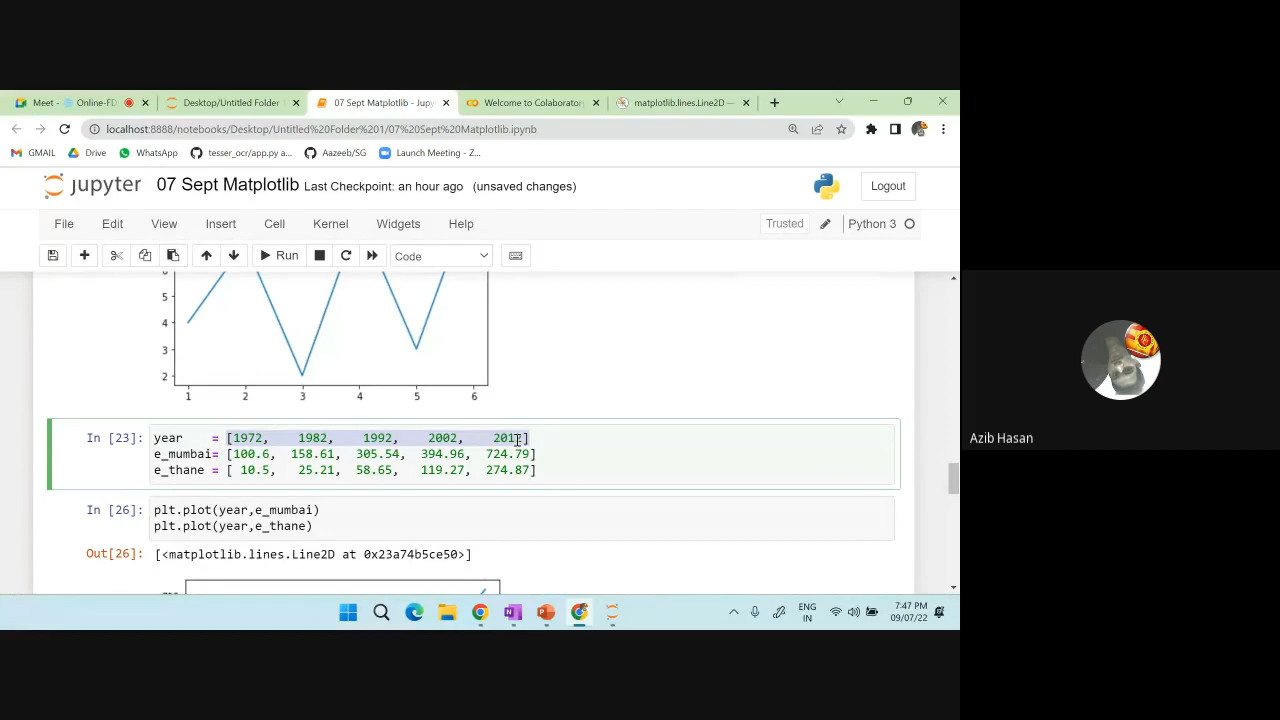 Meet - Online-FD
Desktop/Untitled Folder
07 Sept Matplotlib - Jupy
Welcome to Colaboratory
matplotlib.lines.Line2D —
localhost:8888/notebooks/Desktop/Untitled%20Folder%201/07%20Sept%20Matplotlib.ipynb
GMAIL Drive WhatsApp tesser_ocr/app.py a... Aazeeb/SG Launch Meeting - Z...
jupyter 07 Sept Matplotlib Last Checkpoint: an hour ago (unsaved changes) Logout
File Edit View Insert Cell Kernel Widgets Help Trusted Python 3
Run Code
5
4
3
2
1 2 3 4 5 6
In [23]: year = [1972, 1982, 1992, 2002, ]
e_mumbai= [100.6, 158.61, 305.54, 394.96, 724.79]
e_thane = [ 10.5, 25.21, 58.65, 119.27, 274.87]
In [26]: plt.plot(year,e_mumbai)
plt.plot(year,e_thane)
Out[26]: [<matplotlib.lines.Line2D at 0x23a74b5ce50>]
Azib Hasan
ENG
IN
7:47 PM
09/07/22